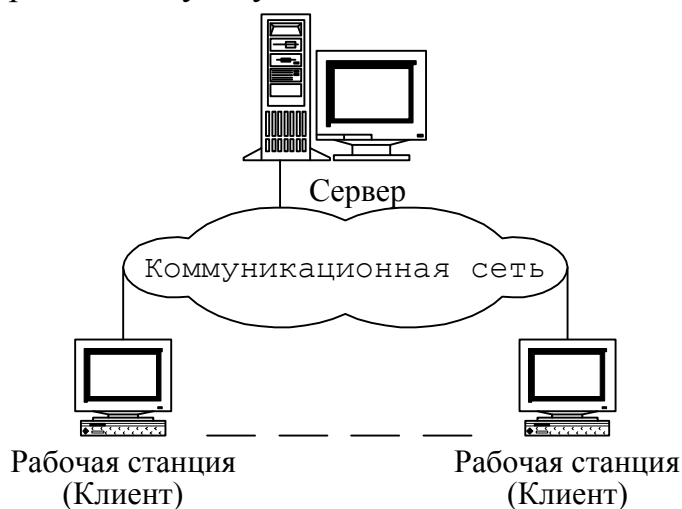 Сервер
Коммуникационная сеть
Рабочая станция
(Клиент)
Рабочая станция
(Клиент)